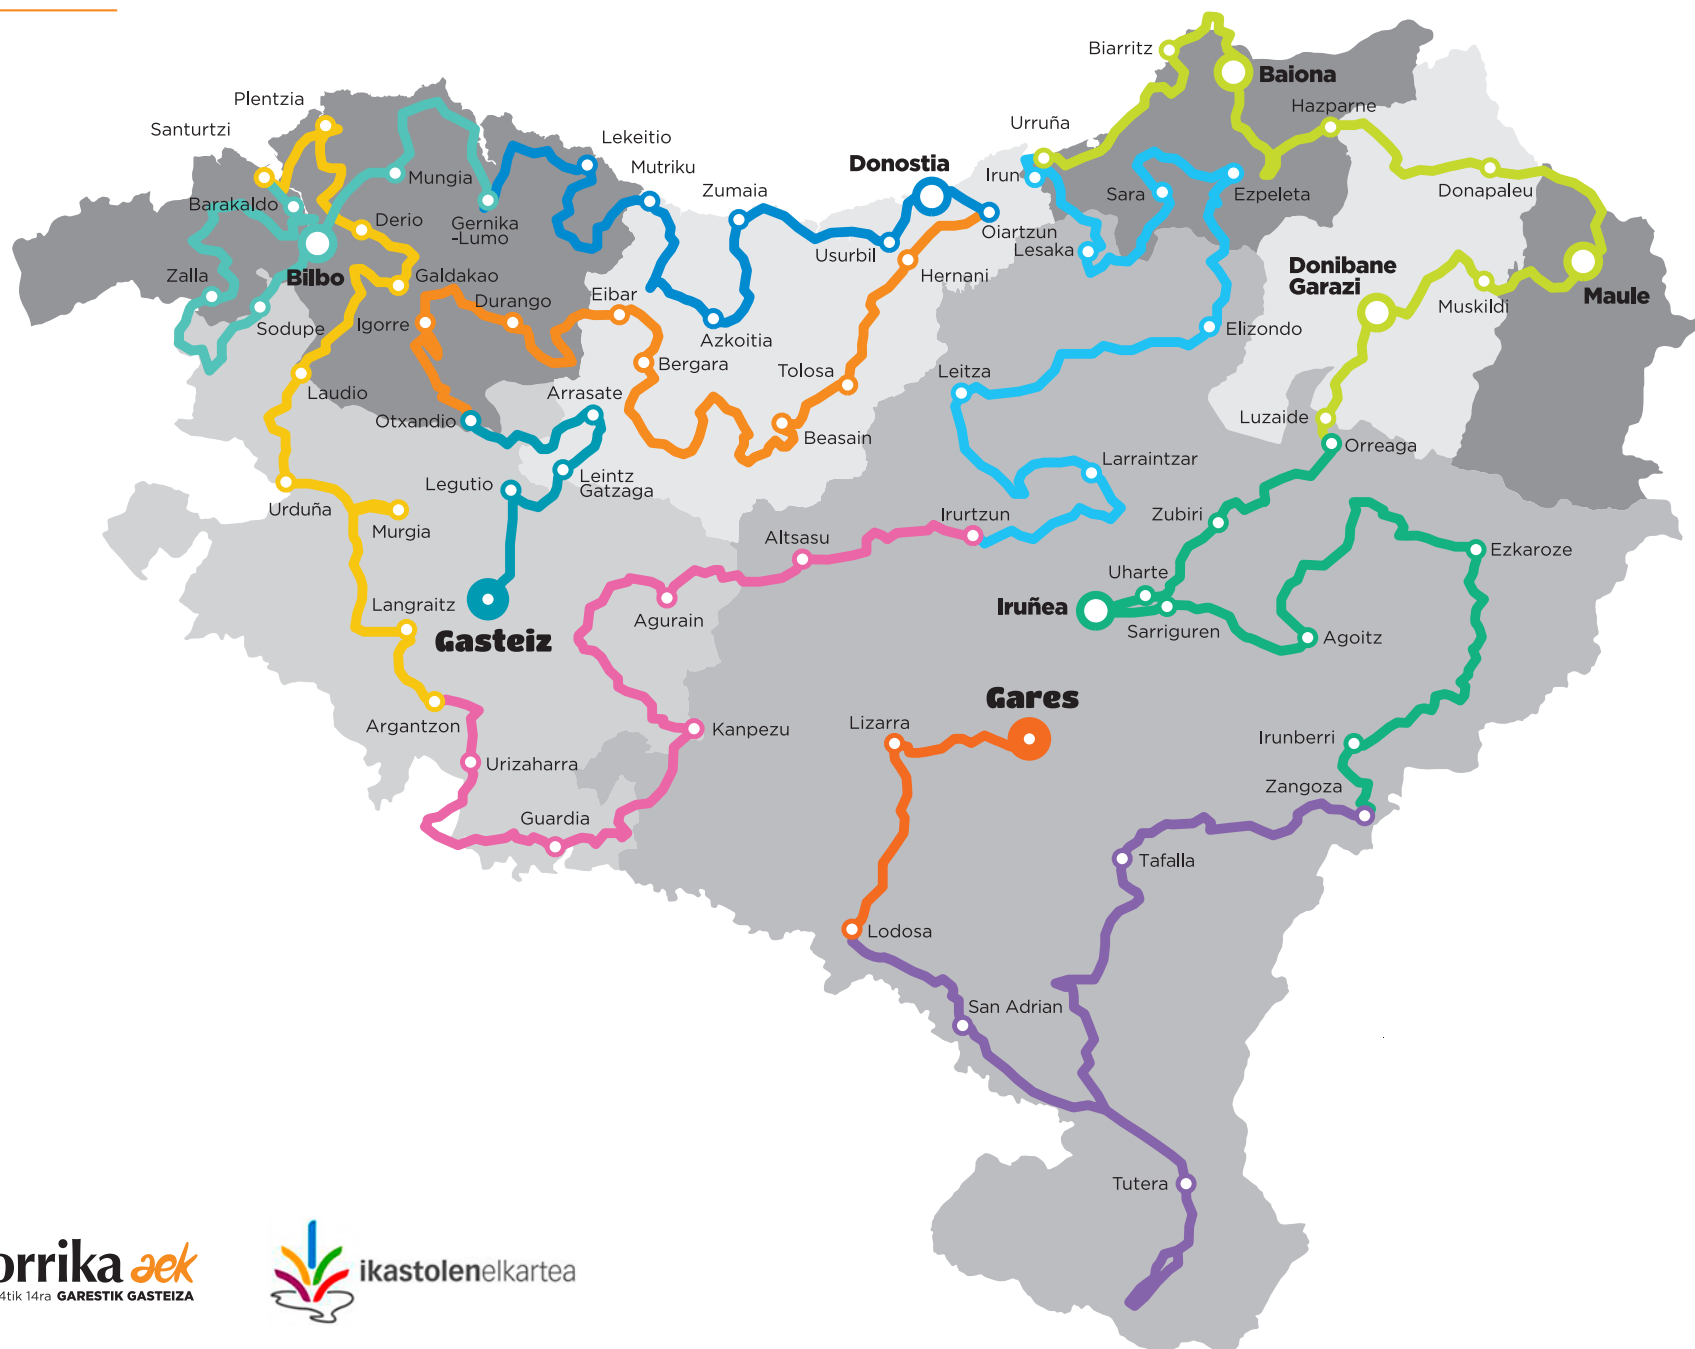 Biarritz
Baiona
Plentzia
Hazparne
Santurtzi
Urruña
Lekeitio
Mutriku
Donostia
Mungia
Irun
Zumaia
Sara
Ezpeleta
Donapaleu
Barakaldo
Derio
Gernika
-Lumo
Oiartzun
Usurbil
Lesaka
Hernani
Zalla
Bilbo
Galdakao
Donibane
Garazi
Maule
Durango
Eibar
Muskildi
Sodupe
Igorre
Azkoitia
Elizondo
Bergara
Tolosa
Leitza
Laudio
Arrasate
Otxandio
Luzaide
Beasain
Orreaga
Larraintzar
Legutio
Leintz
Gatzaga
Urduña
Irurtzun
Zubiri
Murgia
Altsasu
Ezkaroze
Uharte
Langraitz
Iruñea
Agurain
Sarriguren
Agoitz
Gasteiz
Gares
Argantzon
Kanpezu
Lizarra
Irunberri
Urizaharra
Zangoza
Guardia
Tafalla
Lodosa
San Adrian
Tutera
orrika aek
4tik 14ra GARESTIK GASTEIZA
ikastolenelkartea